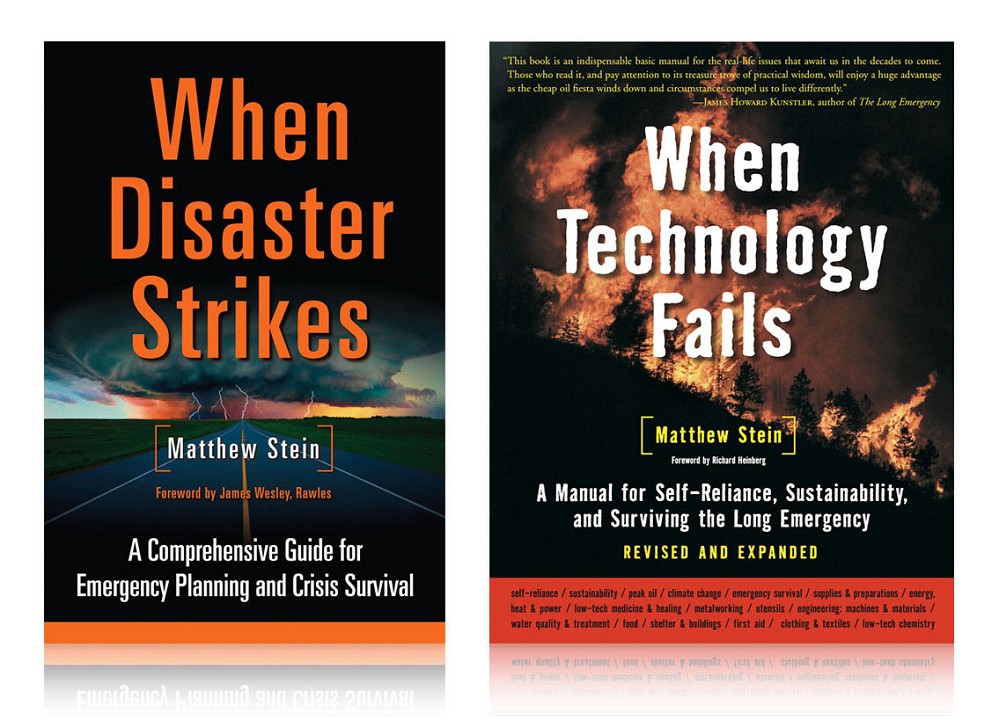 When
Disaster
Strikes
[Matthew Stein]
Foreword by James Wesley, Rawles
A Comprehensive Guide for
Emergency Planning and Crisis Survival
“This book is an indispensable basic manual for the real-life issues that await us in the decades to come.
Those who read it, and pay attention to its treasure trove of practical wisdom, will enjoy a huge advantage
as the cheap oil fiesta winds down and circumstances compel us to live differently.”
—James Howard Kunstler, author of The Long Emergency
When
Technology
Fails
[Matthew Stein]
Foreword by Richard Heinberg
A Manual for Self-Reliance, Sustainability,
and Surviving the Long Emergency
REVISED AND EXPANDED
self-reliance / sustainability / peak oil / climate change / emergency survival / supplies & preparations / energy,
heat & power / low-tech medicine & healing / metalworking / utensils / engineering: machines & materials /
water quality & treatment / food / shelter & buildings / first aid / clothing & textiles / low-tech chemistry